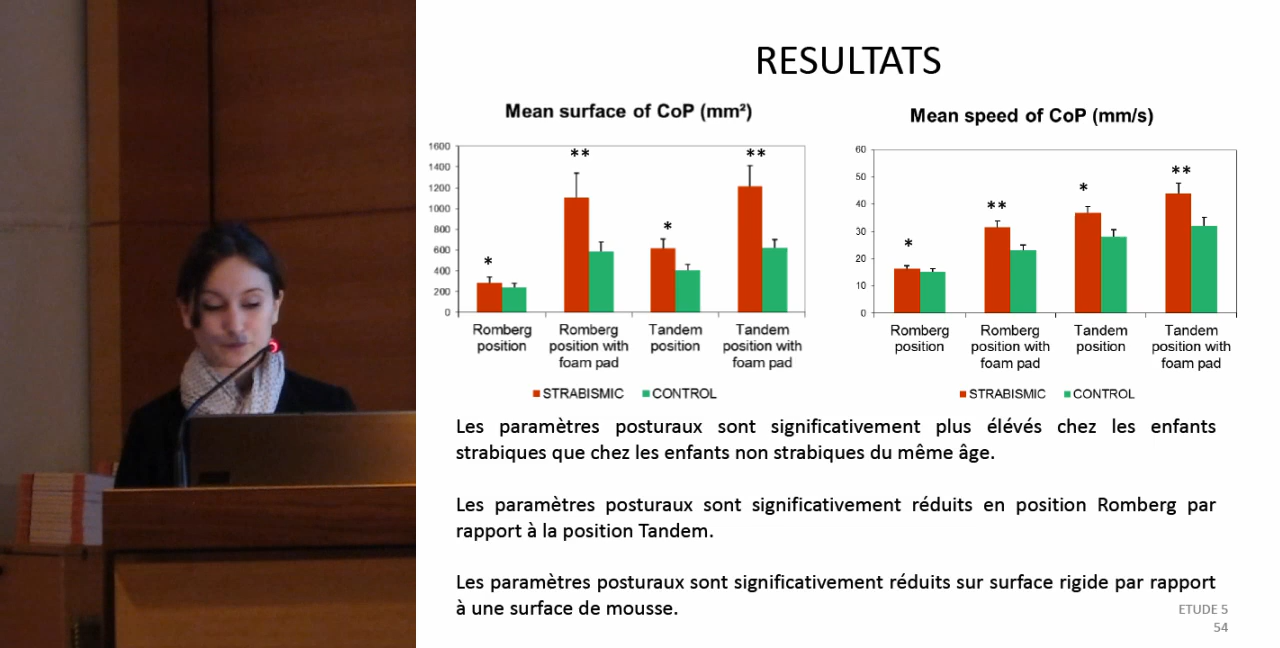 RESULTATS
Mean surface of CoP (mm²)
1600
1400
1200
1000
800
600
400
200
0
*
**
*
**
Romberg position
Romberg position with foam pad
Tandem position
Tandem position with foam pad
STRABISMIC CONTROL
Mean speed of CoP (mm/s)
60
50
40
30
20
10
0
*
**
*
**
Romberg position
Romberg position with foam pad
Tandem position
Tandem position with foam pad
STRABISMIC CONTROL
Les paramètres posturaux sont significativement plus élévés chez les enfants
strabiques que chez les enfants non strabiques du même âge.
Les paramètres posturaux sont significativement réduits en position Romberg par
rapport à la position Tandem.
Les paramètres posturaux sont significativement réduits sur surface rigide par rapport
à une surface de mousse.
ETUDE 5
54